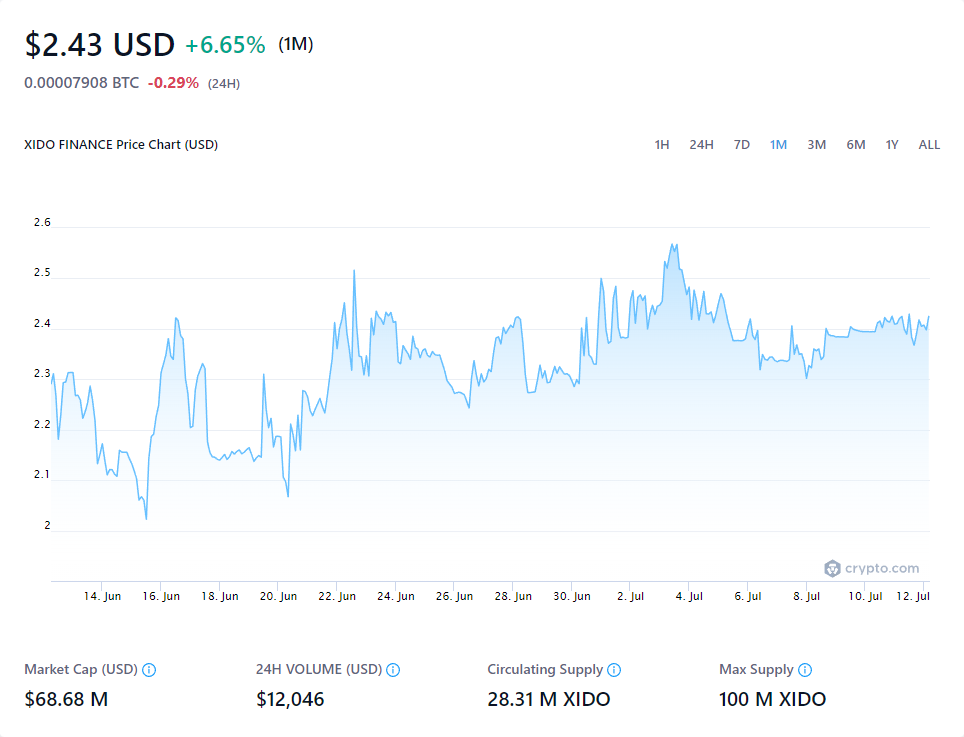 $2.43 USD +6.65% (1M)
0.00007908 BTC -0.29% (24H)
XIDO FINANCE Price Chart (USD) 1H 24H 7D 1M 3M 6M 1Y ALL
2.6
2.5
2.4
2.3
2.2
2.1
2
crypto.com
14. Jun 16. Jun 18. Jun 20. Jun 22. Jun 24. Jun 26. Jun 28. Jun 30. Jun 2. Jul 4. Jul 6. Jul 8. Jul 10. Jul 12. Jul
Market Cap (USD) 24H VOLUME (USD) Circulating Supply Max Supply
$68.68 M $12,046 28.31 M XIDO 100 M XIDO